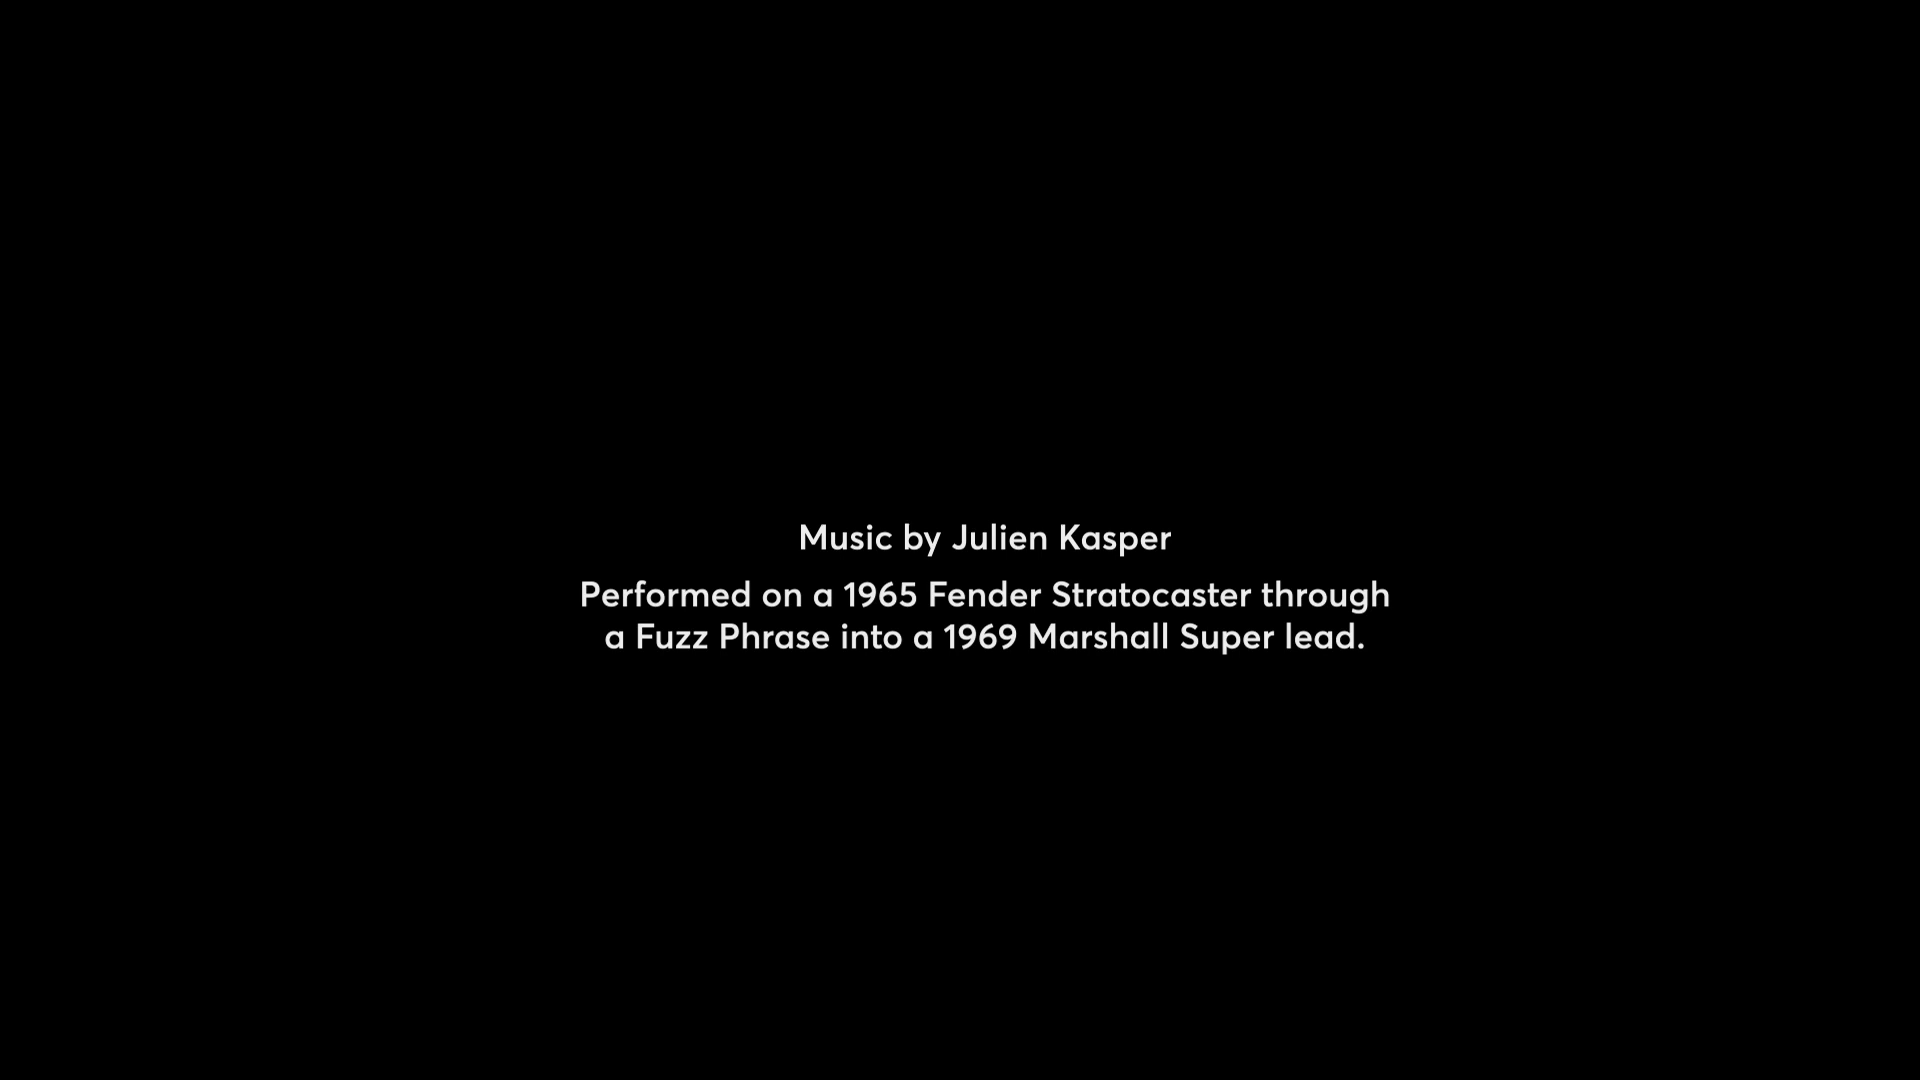 Music by Julien Kasper
Performed on a 1965 Fender Stratocaster through
a Fuzz Phrase into a 1969 Marshall Super lead.